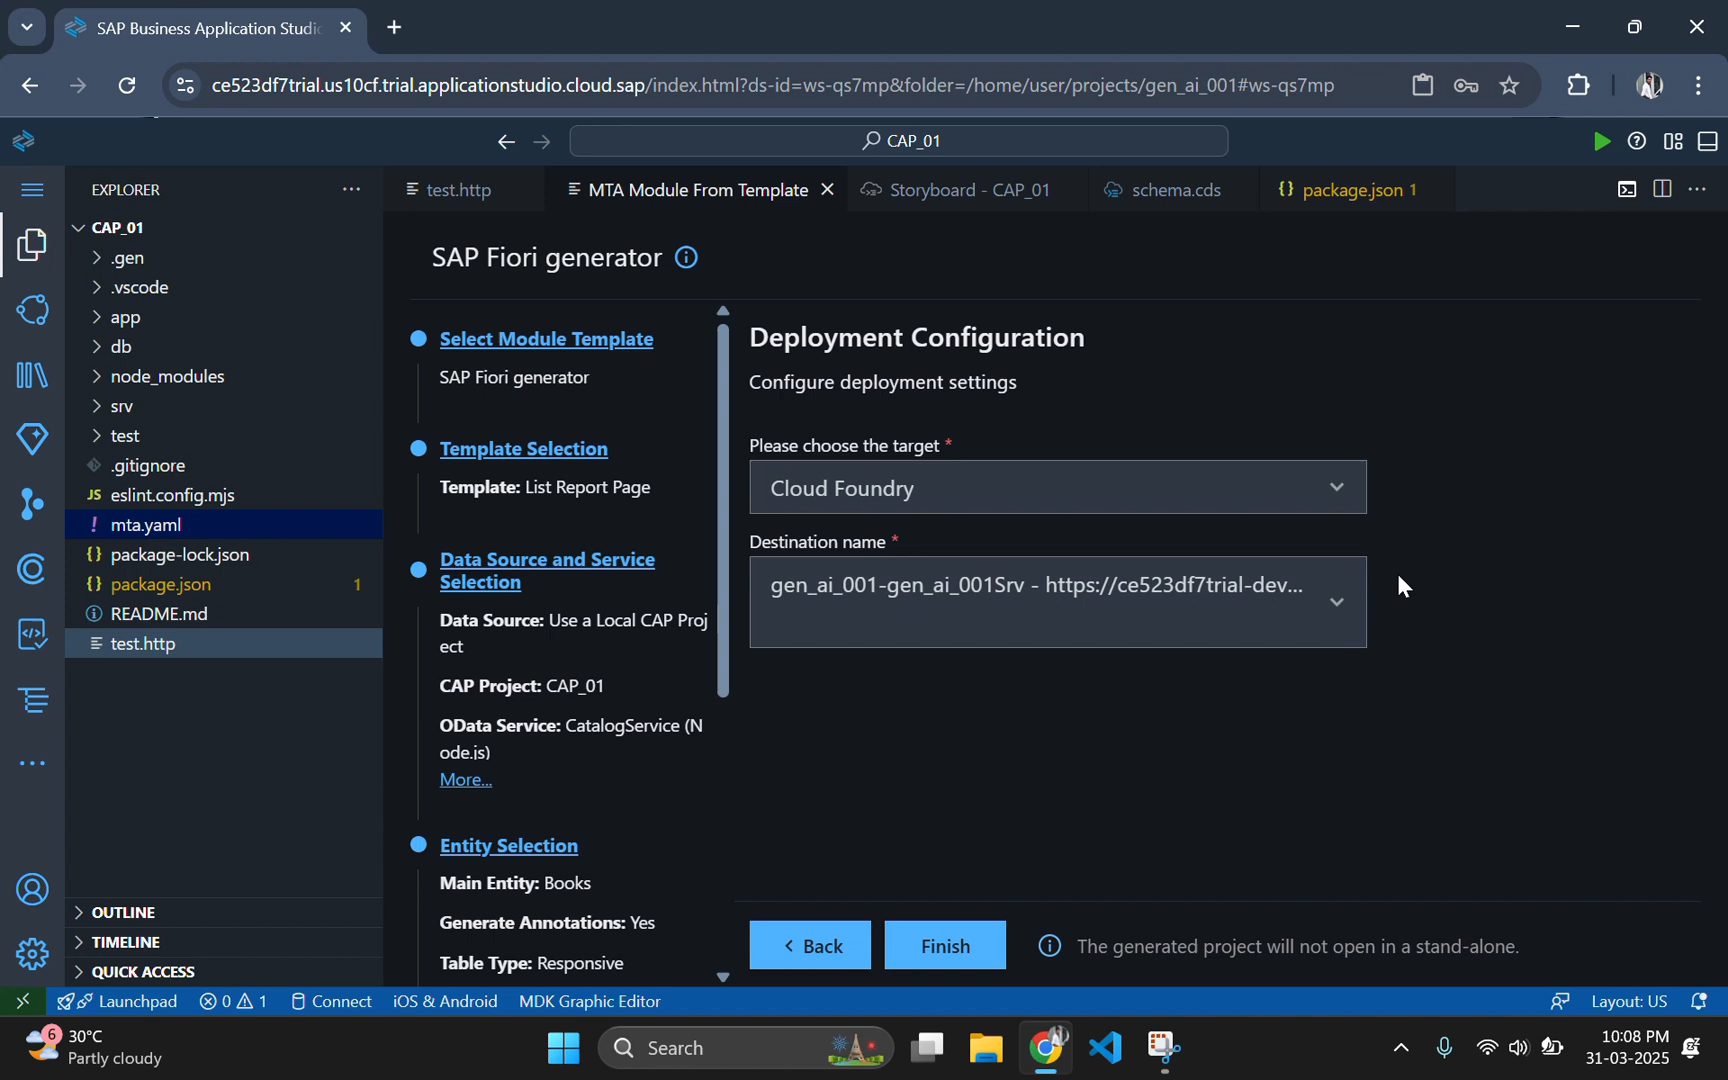 SAP Business Application Studio
ce523df7trial.us10cf.trial.applicationstudio.cloud.sap/index.html?ds-id=ws-qs7mp&folder=/home/user/projects/gen_ai_001#ws-qs7mp
CAP_01
EXPLORER
test.http
MTA Module From Template
Storyboard - CAP_01
schema.cds
{} package.json 1
CAP_01
.gen
.vscode
app
db
node_modules
srv
test
.gitignore
JS eslint.config.mjs
! mta.yaml
{} package-lock.json
{} package.json 1
README.md
test.http
OUTLINE
TIMELINE
QUICK ACCESS
SAP Fiori generator
Select Module Template
SAP Fiori generator
Template Selection
Template: List Report Page
Data Source and Service
Selection
Data Source: Use a Local CAP Proj
ect
CAP Project: CAP_01
OData Service: CatalogService (N
ode.js)
More...
Entity Selection
Main Entity: Books
Generate Annotations: Yes
Table Type: Responsive
Deployment Configuration
Configure deployment settings
Please choose the target *
Cloud Foundry
Destination name *
gen_ai_001-gen_ai_001Srv - https://ce523df7trial-dev...
< Back
Finish
The generated project will not open in a stand-alone.
Launchpad
0
1
Connect
iOS & Android
MDK Graphic Editor
Layout: US
6
30°C
Partly cloudy
Search
10:08 PM
31-03-2025